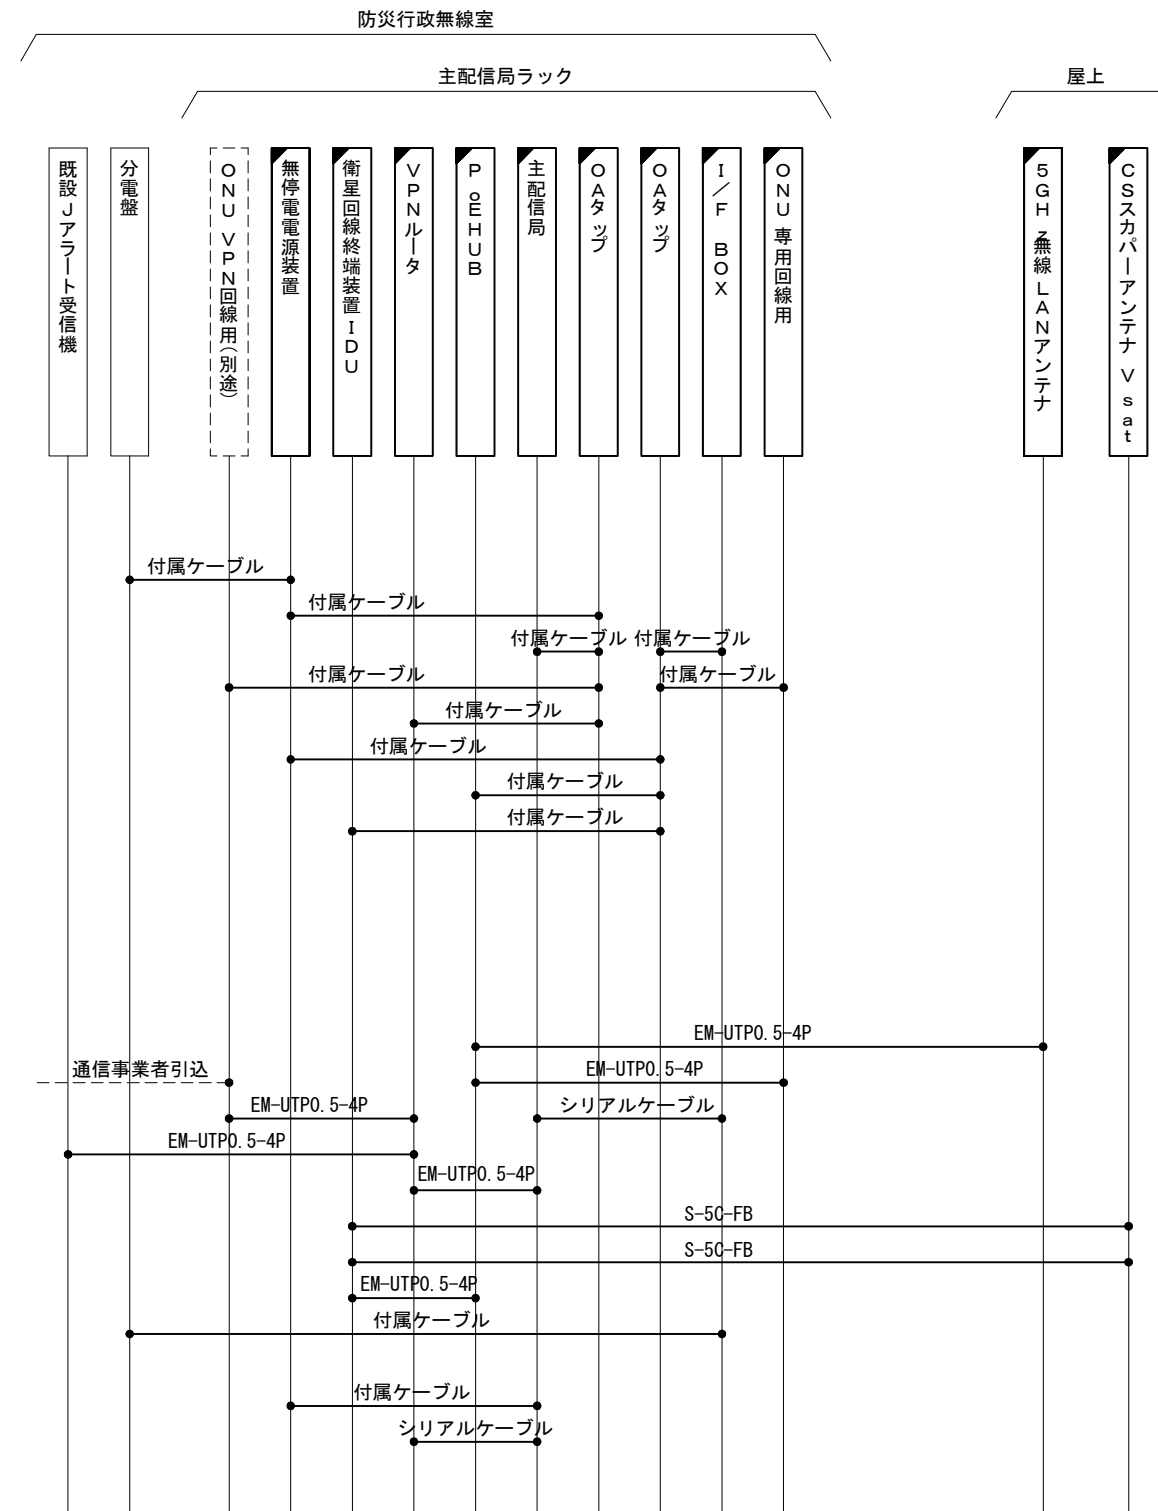 防災行政無線室
主配信局ラック
屋上
既設Jアラート受信機
分電盤
ONU VPN回線用(別途)
無停電電源装置
衛星回線終端装置IDU
VPNルータ
PoEHUB
主配信局
OAタップ
OAタップ
I/F BOX
ONU専用回線用
5GHz無線LANアンテナ
CSスカパーアンテナVsat
付属ケーブル
付属ケーブル
付属ケーブル
付属ケーブル
付属ケーブル
付属ケーブル
付属ケーブル
付属ケーブル
付属ケーブル
付属ケーブル
EM-UTP0.5-4P
通信事業者引込
EM-UTP0.5-4P
EM-UTP0.5-4P
シリアルケーブル
EM-UTP0.5-4P
EM-UTP0.5-4P
S-5C-FB
S-5C-FB
EM-UTP0.5-4P
付属ケーブル
付属ケーブル
シリアルケーブル